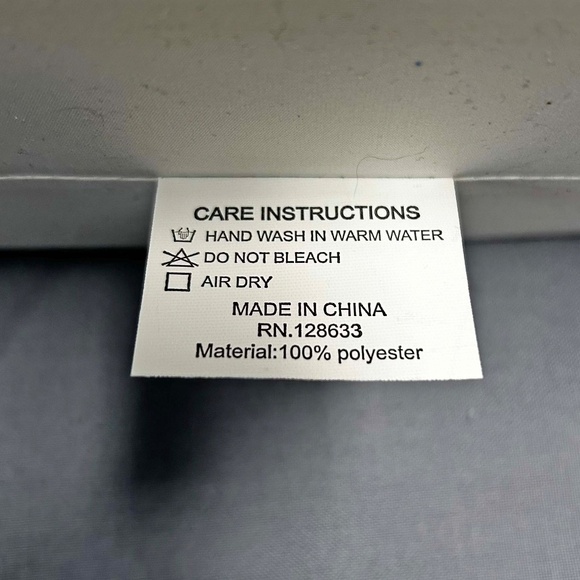 CARE INSTRUCTIONS
HAND WASH IN WARM WATER
DO NOT BLEACH
AIR DRY
MADE IN CHINA
RN.128633
Material:100% polyester